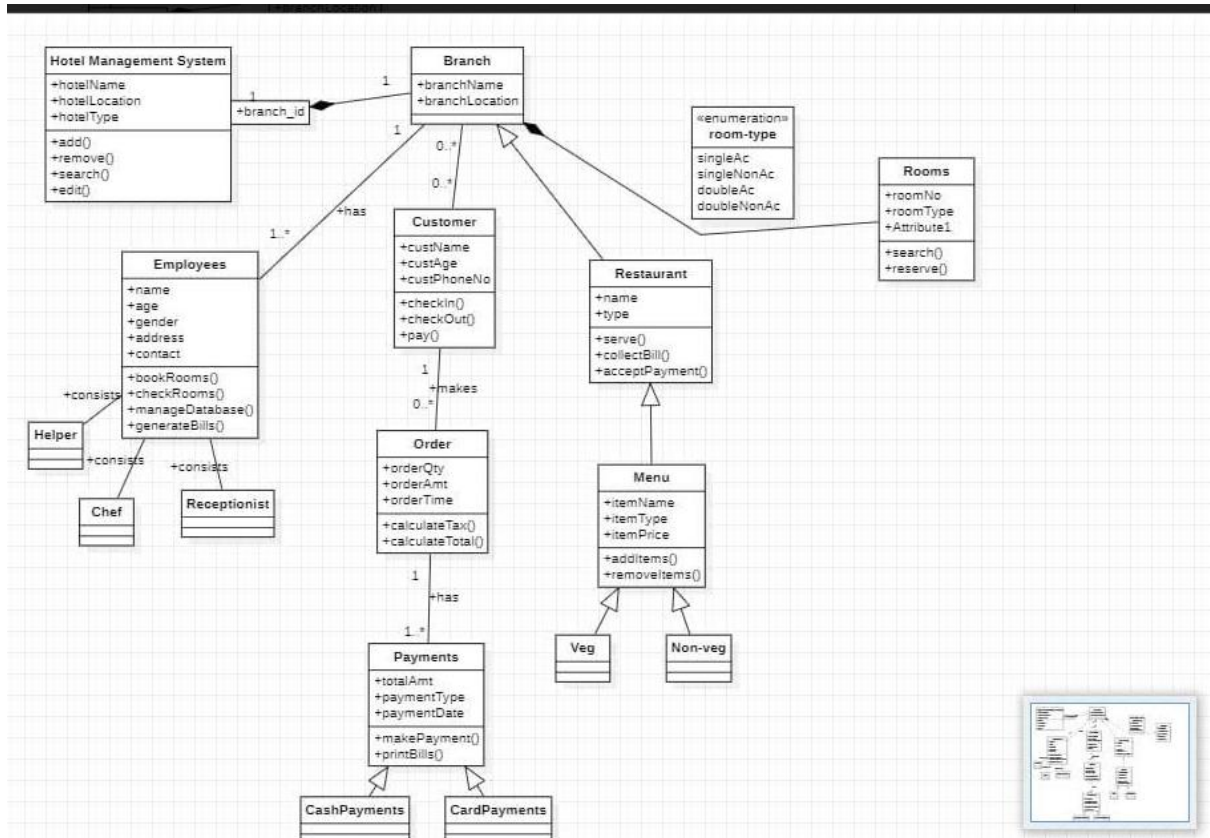 Hotel Management System
+hotelName
+hotelLocation
+hotelType
+add()
+remove()
+search()
+edit()
1
+branch_id
1
Branch
+branchName
+branchLocation
1
+has
1..*
0..*
0..*
«enumeration»
room-type
singleAc
singleNonAc
doubleAc
doubleNonAc
Rooms
+roomNo
+roomType
+Attribute1
+search()
+reserve()
Customer
+custName
+custAge
+custPhoneNo
+checkIn()
+checkOut()
+pay()
Employees
+name
+age
+gender
+address
+contact
+bookRooms()
+checkRooms()
+manageDatabase()
+generateBills()
Restaurant
+name
+type
+serve()
+collectBill()
+acceptPayment()
1
+makes
0..*
+consists
Helper
+consists
+consists
Chef
Receptionist
Order
+orderQty
+orderAmt
+orderTime
+calculateTax()
+calculateTotal()
Menu
+itemName
+itemType
+itemPrice
+addItems()
+removeItems()
1
+has
1..*
Veg
Non-veg
Payments
+totalAmt
+paymentType
+paymentDate
+makePayment()
+printBills()
CashPayments
CardPayments